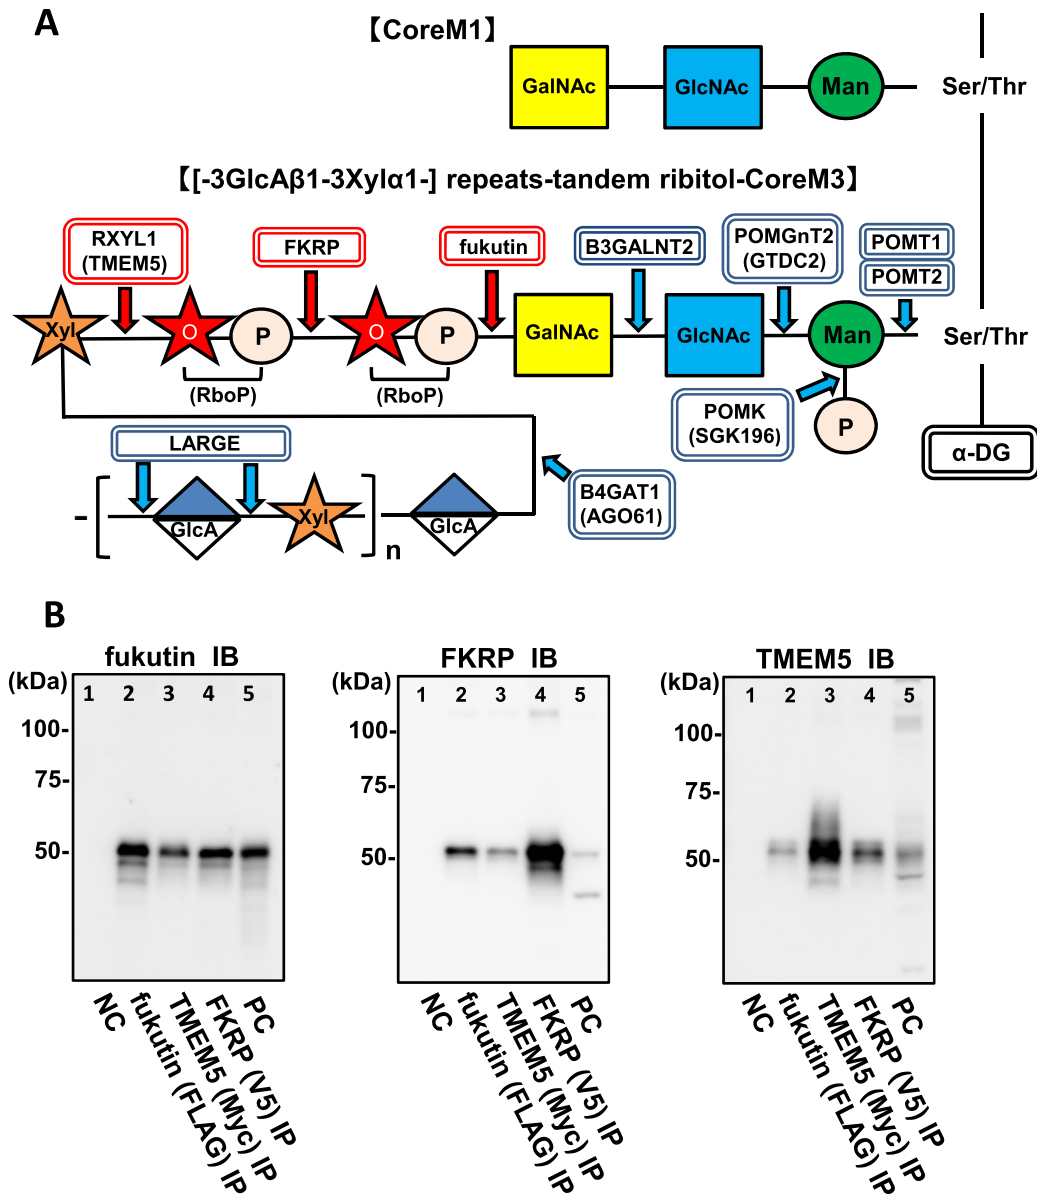 A
【CoreM1】
GalNAc GlcNAc Man Ser/Thr
【[-3GlcAβ1-3Xylα1-] repeats-tandem ribitol-CoreM3】
RXYL1
(TMEM5)
FKRP
fukutin
B3GALNT2
POMGnT2
(GTDC2)
POMT1
POMT2
Xyl O P O P GalNAc GlcNAc Man Ser/Thr
(RboP) (RboP)
POMK
(SGK196)
P
α-DG
LARGE
B4GAT1
(AGO61)
- [ GlcA Xyl ] n GlcA
B
fukutin IB
(kDa)
1 2 3 4 5
100-
75-
50-
NC
fukutin (FLAG) IP
TMEM5 (Myc) IP
FKRP (V5) IP
PC
FKRP IB
(kDa)
1 2 3 4 5
100-
75-
50-
NC
fukutin (FLAG) IP
TMEM5 (Myc) IP
FKRP (V5) IP
PC
TMEM5 IB
(kDa)
1 2 3 4 5
100-
75-
50-
NC
fukutin (FLAG) IP
TMEM5 (Myc) IP
FKRP (V5) IP
PC